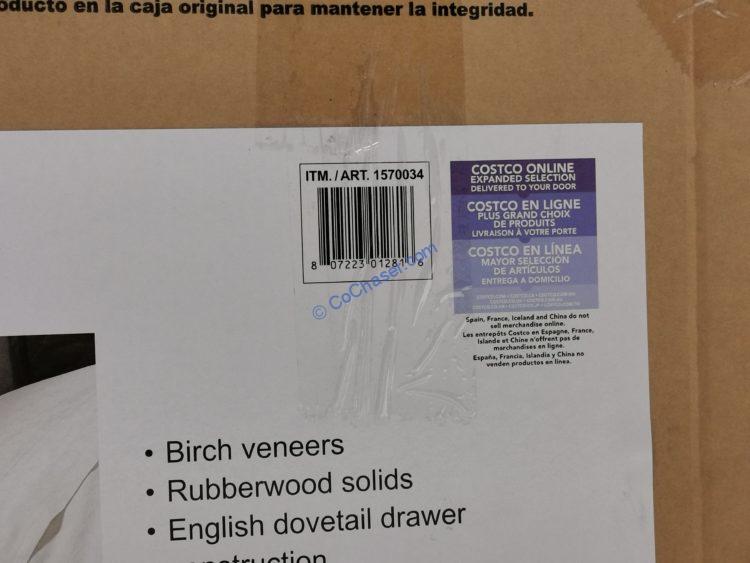 oducto en la caja original para mantener la integridad.
ITM. / ART. 1570034
8 07223 01281 6
© CoChaser.com
COSTCO ONLINE
EXPANDED SELECTION
DELIVERED TO YOUR DOOR
COSTCO EN LIGNE
PLUS GRAND CHOIX
DE PRODUITS
LIVRAISON À VOTRE PORTE
COSTCO EN LÍNEA
MAYOR SELECCIÓN
DE ARTÍCULOS
ENTREGA A DOMICILIO
Spain, France, Iceland and China do not
sell merchandise online.
Les entrepôts Costco en Espagne, France,
Islande et Chine n'offrent pas de
marchandises en ligne.
España, Francia, Islandia y China no
venden productos en línea.
• Birch veneers
• Rubberwood solids
• English dovetail drawer